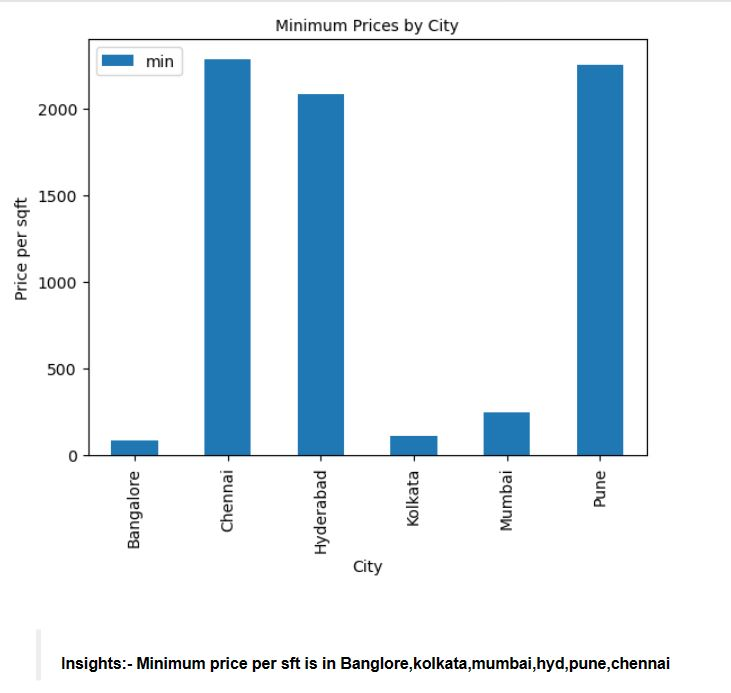 Minimum Prices by City
min
Price per sqft
2000
1500
1000
500
0
Bangalore
Chennai
Hyderabad
Kolkata
Mumbai
Pune
City
Insights:- Minimum price per sft is in Banglore,kolkata,mumbai,hyd,pune,chennai